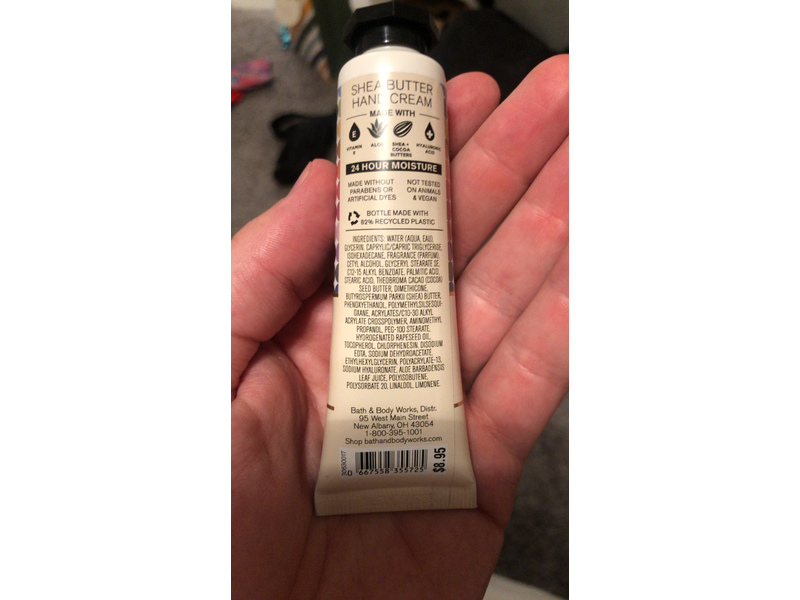 SHEA BUTTER
HAND CREAM
MADE WITH
E
VITAMIN
E
ALOE
SHEA +
COCOA
BUTTERS
HYALURONIC
ACID
24 HOUR MOISTURE
MADE WITHOUT
PARABENS OR
ARTIFICIAL DYES
NOT TESTED
ON ANIMALS
& VEGAN
BOTTLE MADE WITH
82% RECYCLED PLASTIC
INGREDIENTS: WATER (AQUA, EAU),
GLYCERIN, CAPRYLIC/CAPRIC TRIGLYCERIDE,
ISOHEXADECANE, FRAGRANCE (PARFUM),
CETYL ALCOHOL, GLYCERYL STEARATE SE,
C12-15 ALKYL BENZOATE, PALMITIC ACID,
STEARIC ACID, THEOBROMA CACAO (COCOA)
SEED BUTTER, DIMETHICONE,
BUTYROSPERMUM PARKII (SHEA) BUTTER,
PHENOXYETHANOL, POLYMETHYLSILSESQUI-
OXANE, ACRYLATES/C10-30 ALKYL
ACRYLATE CROSSPOLYMER, AMINOMETHYL
PROPANOL, PEG-100 STEARATE,
HYDROGENATED RAPESEED OIL,
TOCOPHEROL, CHLORPHENESIN, DISODIUM
EDTA, SODIUM DEHYDROACETATE,
ETHYLHEXYLGLYCERIN, POLYACRYLATE-13,
SODIUM HYALURONATE, ALOE BARBADENSIS
LEAF JUICE, POLYISOBUTENE,
POLYSORBATE 20, LINALOOL, LIMONENE.
Bath & Body Works, Distr.
95 West Main Street
New Albany, OH 43054
1-800-395-1001
Shop bathandbodyworks.com
0 667558 355725
$8.95